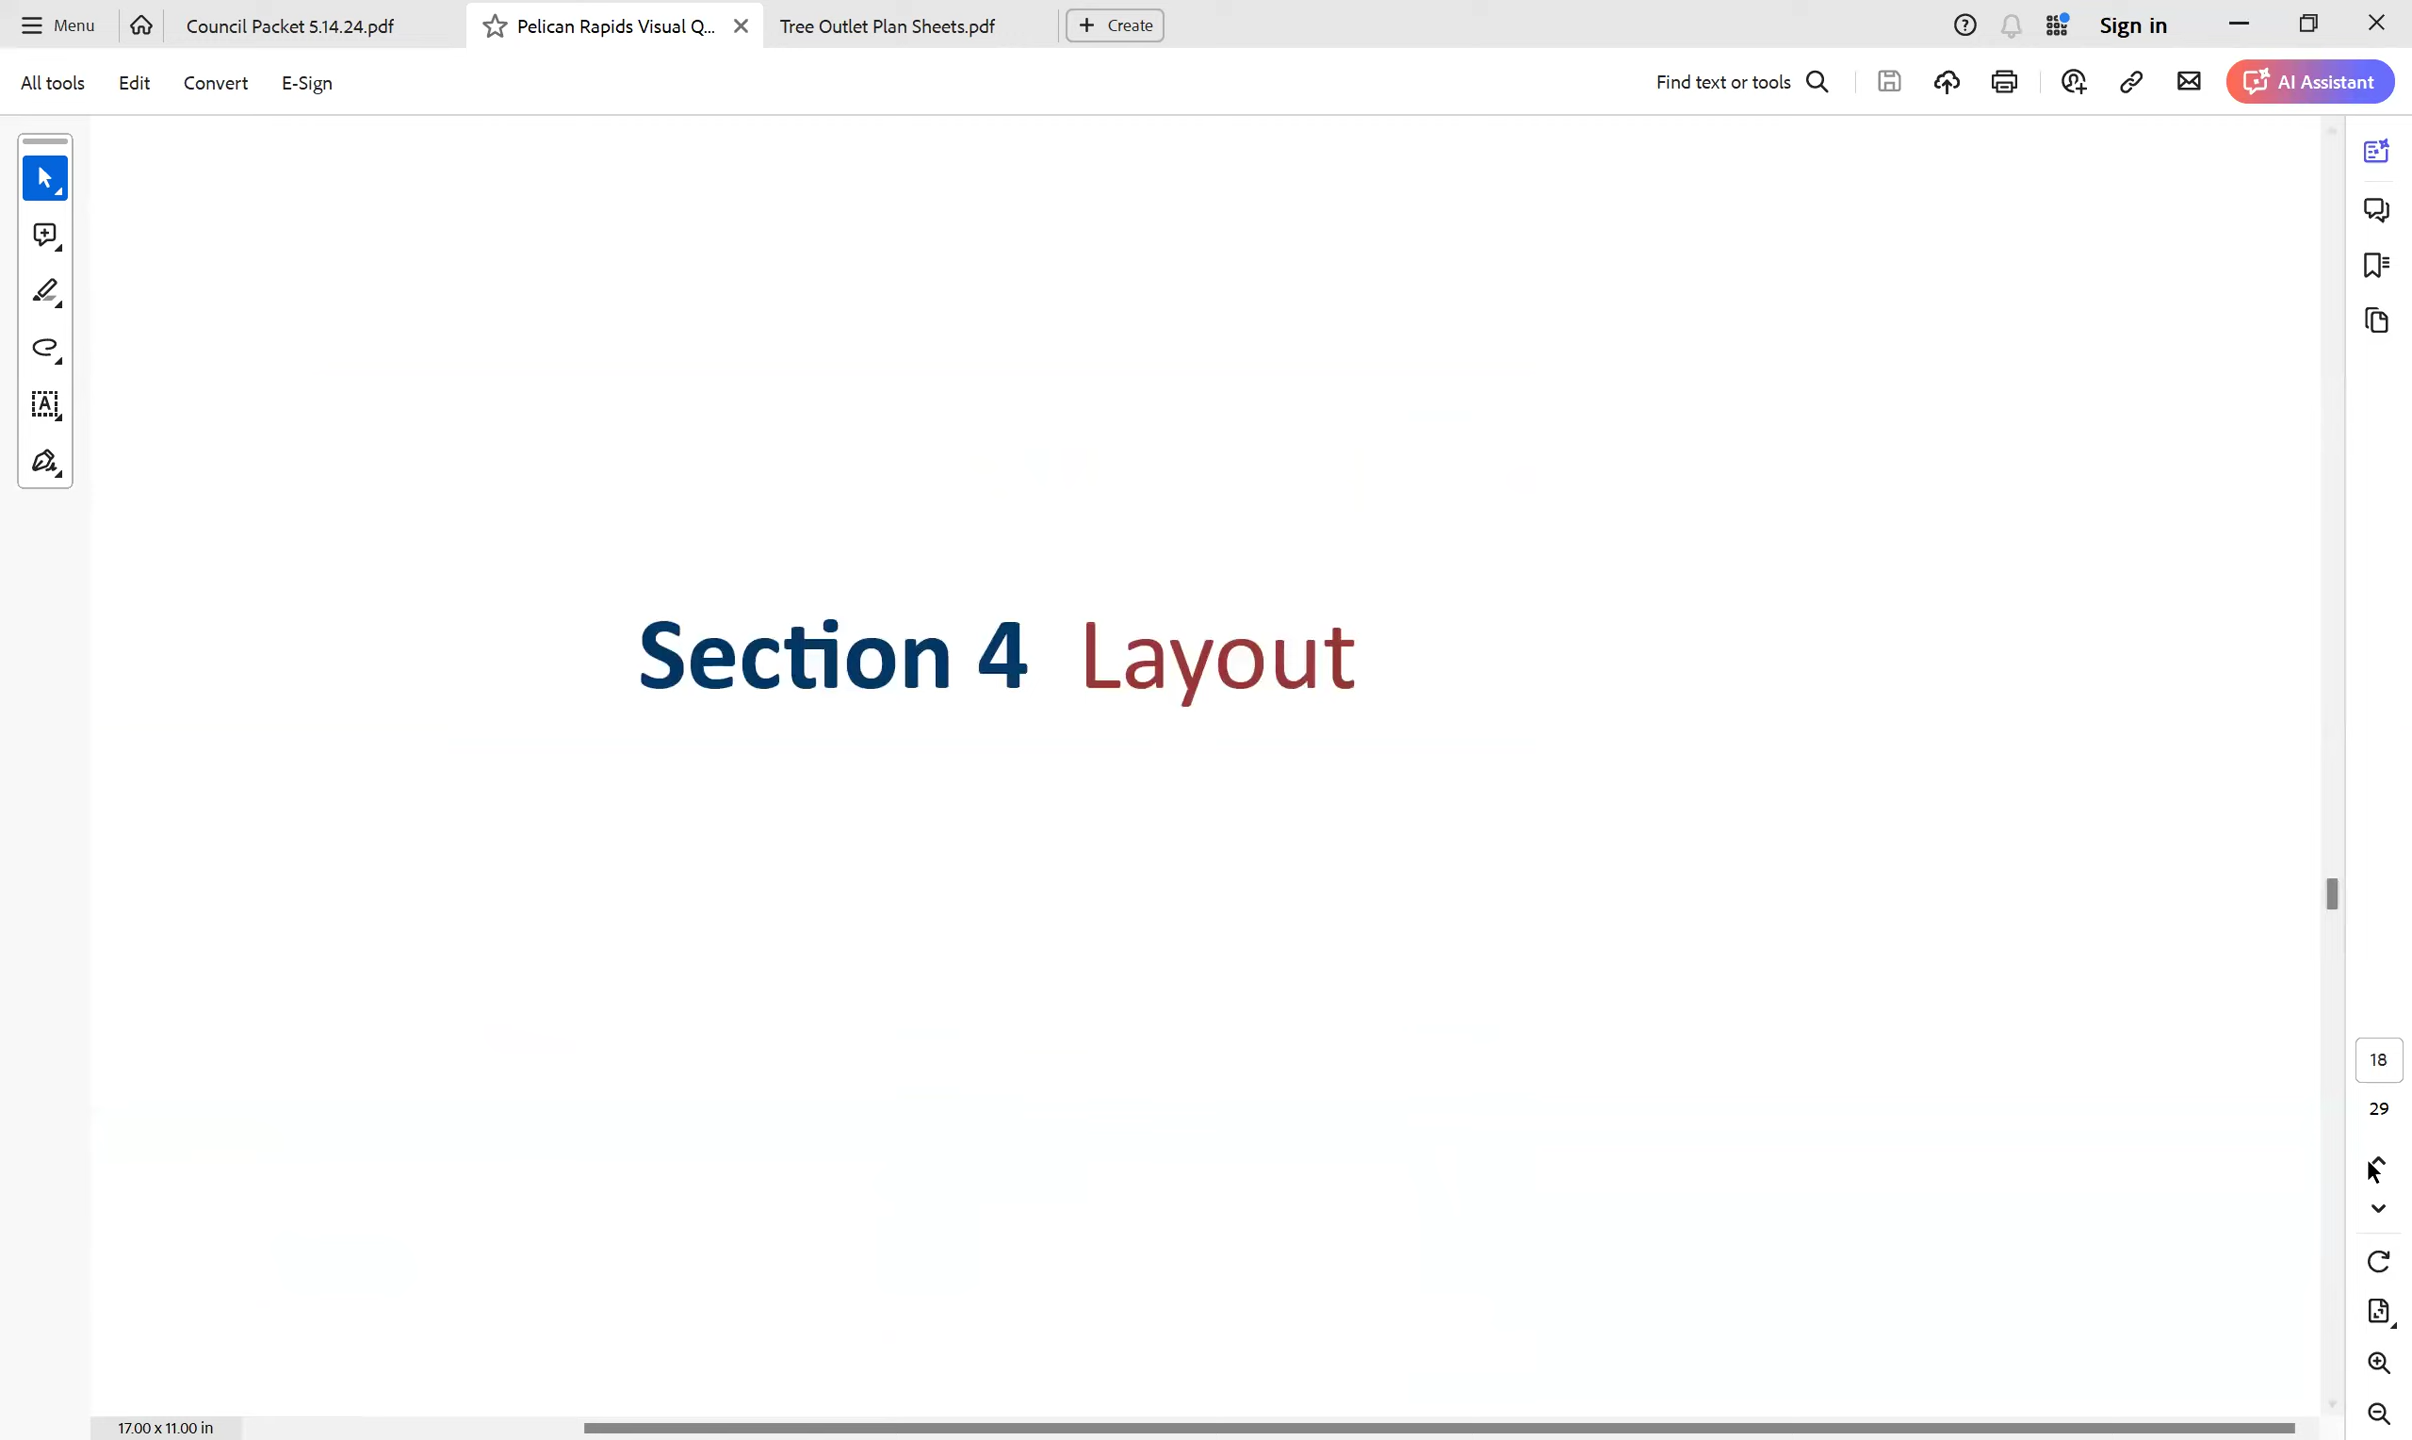 Menu
Council Packet 5.14.24.pdf
Pelican Rapids Visual Q...
Tree Outlet Plan Sheets.pdf
Create
Sign in
All tools
Edit
Convert
E-Sign
Find text or tools
AI Assistant
Section 4 Layout
18
29
17.00 x 11.00 in